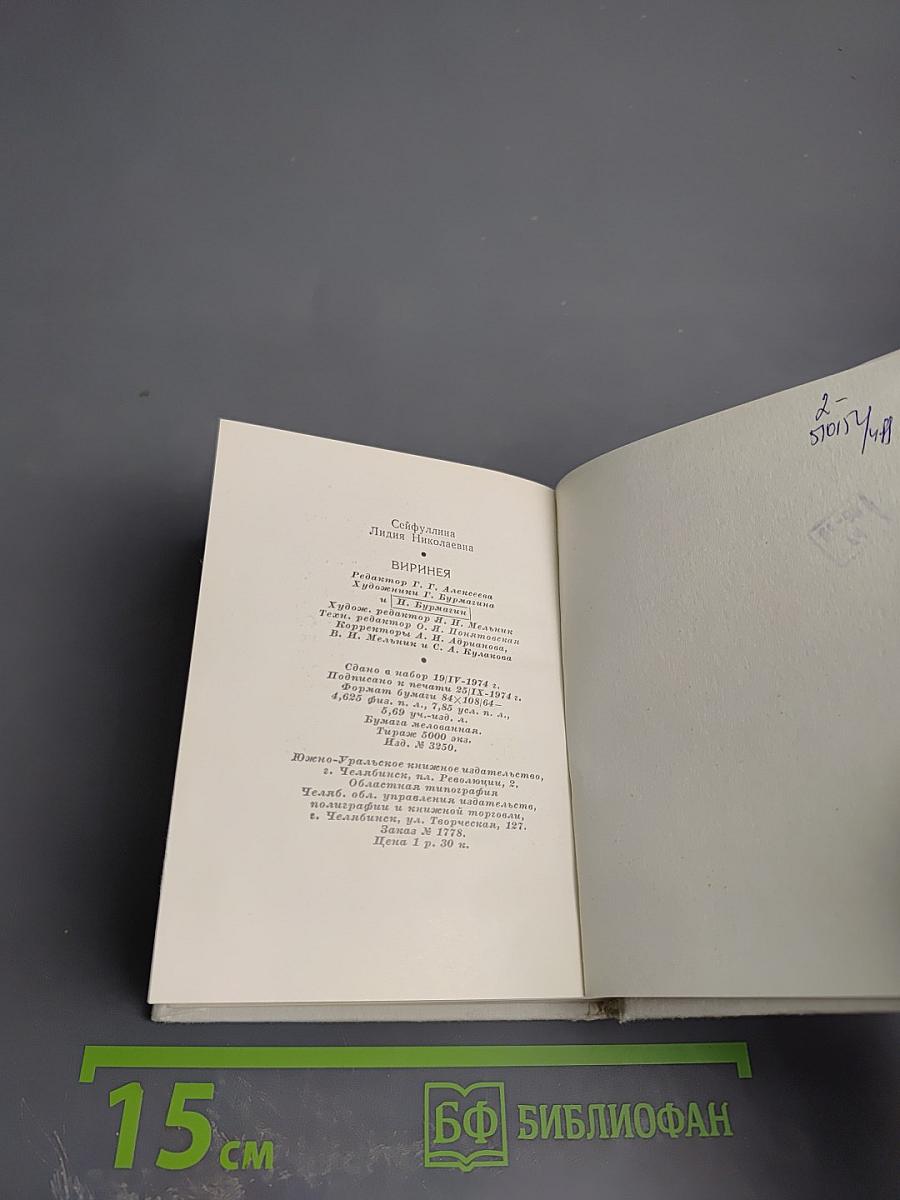 Сейфуллина
Лидия Николаевна
ВИРИНЕЯ
Редактор Г. Г. Алексеева
Художники Г. Бурмагина
и Н. Бурмагин
Худож. редактор Я. Н. Мельник
Техн. редактор О. Я. Понятовская
Корректоры А. И. Адрианова,
В. И. Мельник и С. А. Кулакова
Сдано в набор 19/IV-1974 г.
Подписано к печати 25/IX-1974 г.
Формат бумаги 84×108/64—
4,625 физ. п. л., 7,85 усл. п. л.,
5,69 уч.-изд. л.
Бумага мелованная.
Тираж 5000 экз.
Изд. № 3250.
Южно-Уральское книжное издательство,
г. Челябинск, пл. Революции, 2.
Областная типография
Челяб. обл. управления издательств,
полиграфии и книжной торговли,
г. Челябинск, ул. Творческая, 127.
Заказ № 1778.
Цена 1 р. 30 к.
2-
15 см
БФ БИБЛИОФАН